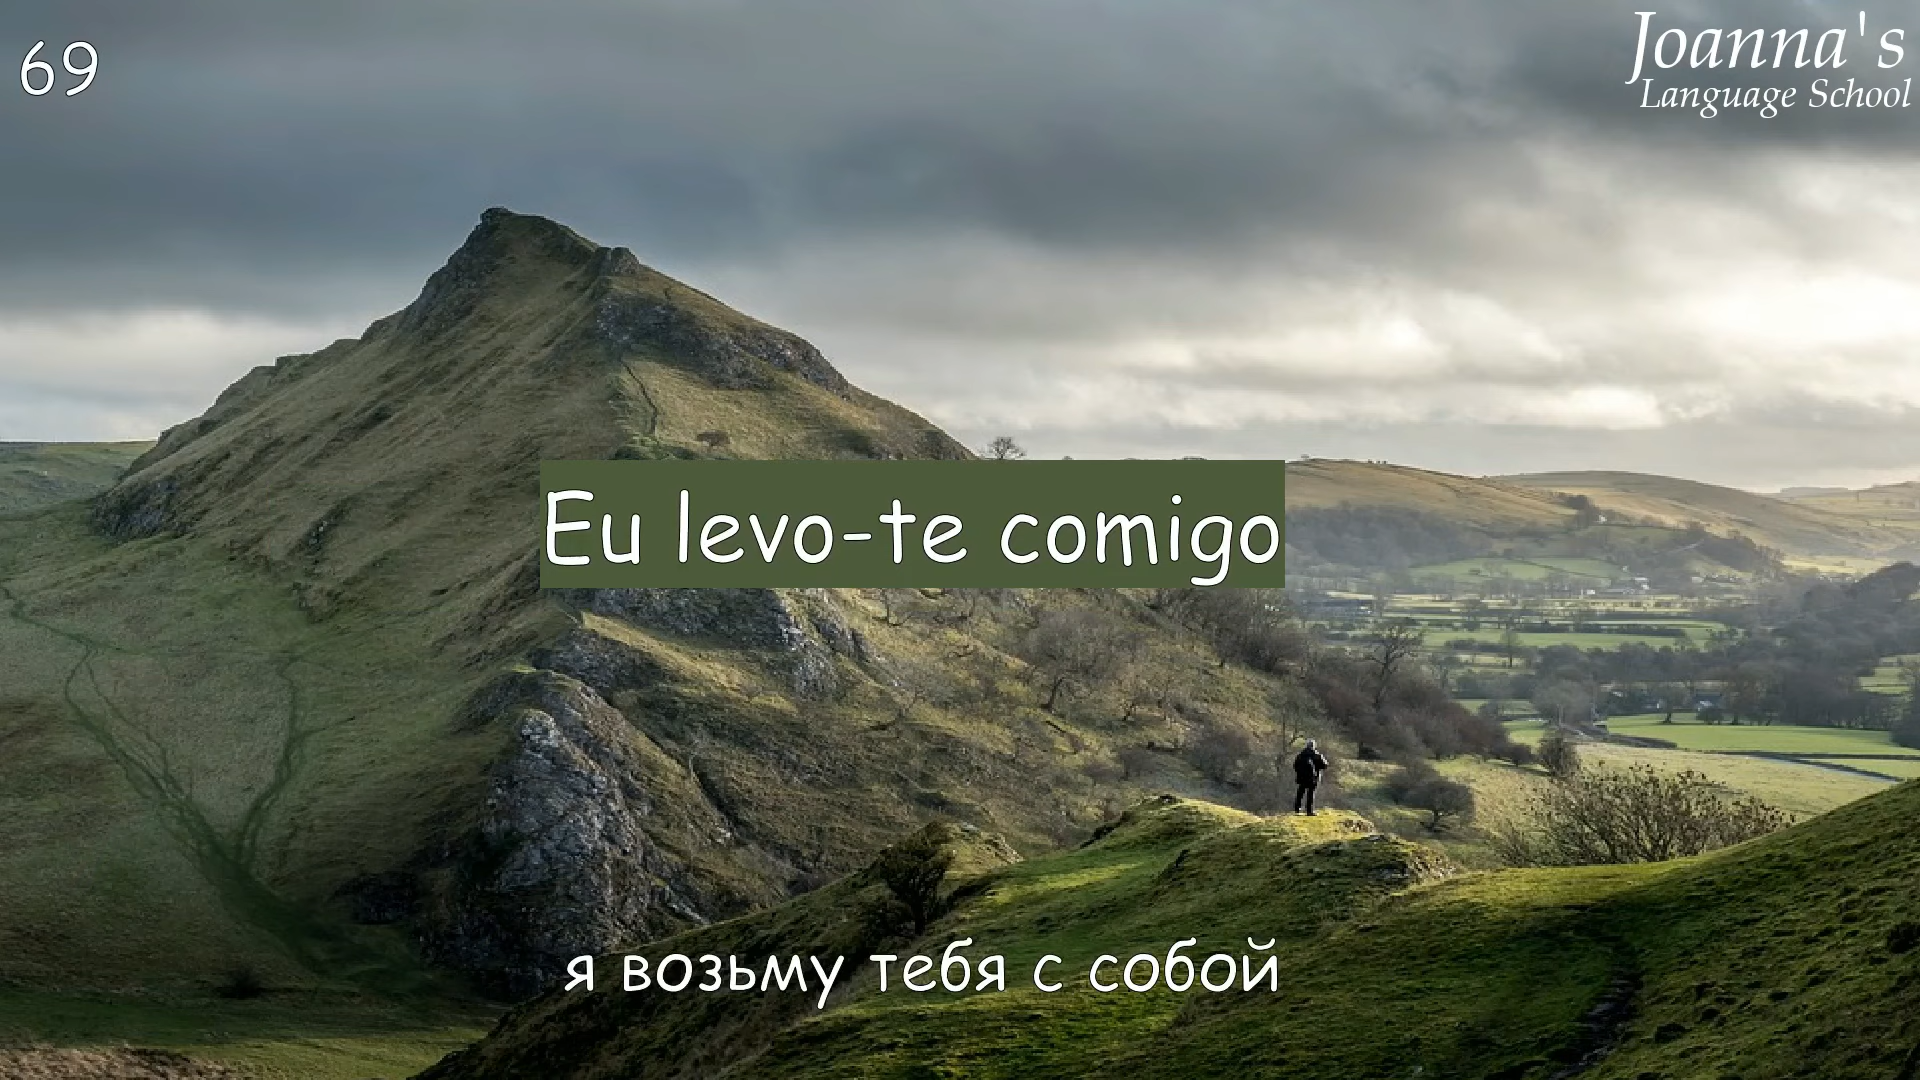 69
Joanna's
Language School
Eu levo-te comigo
я возьму тебя с собой